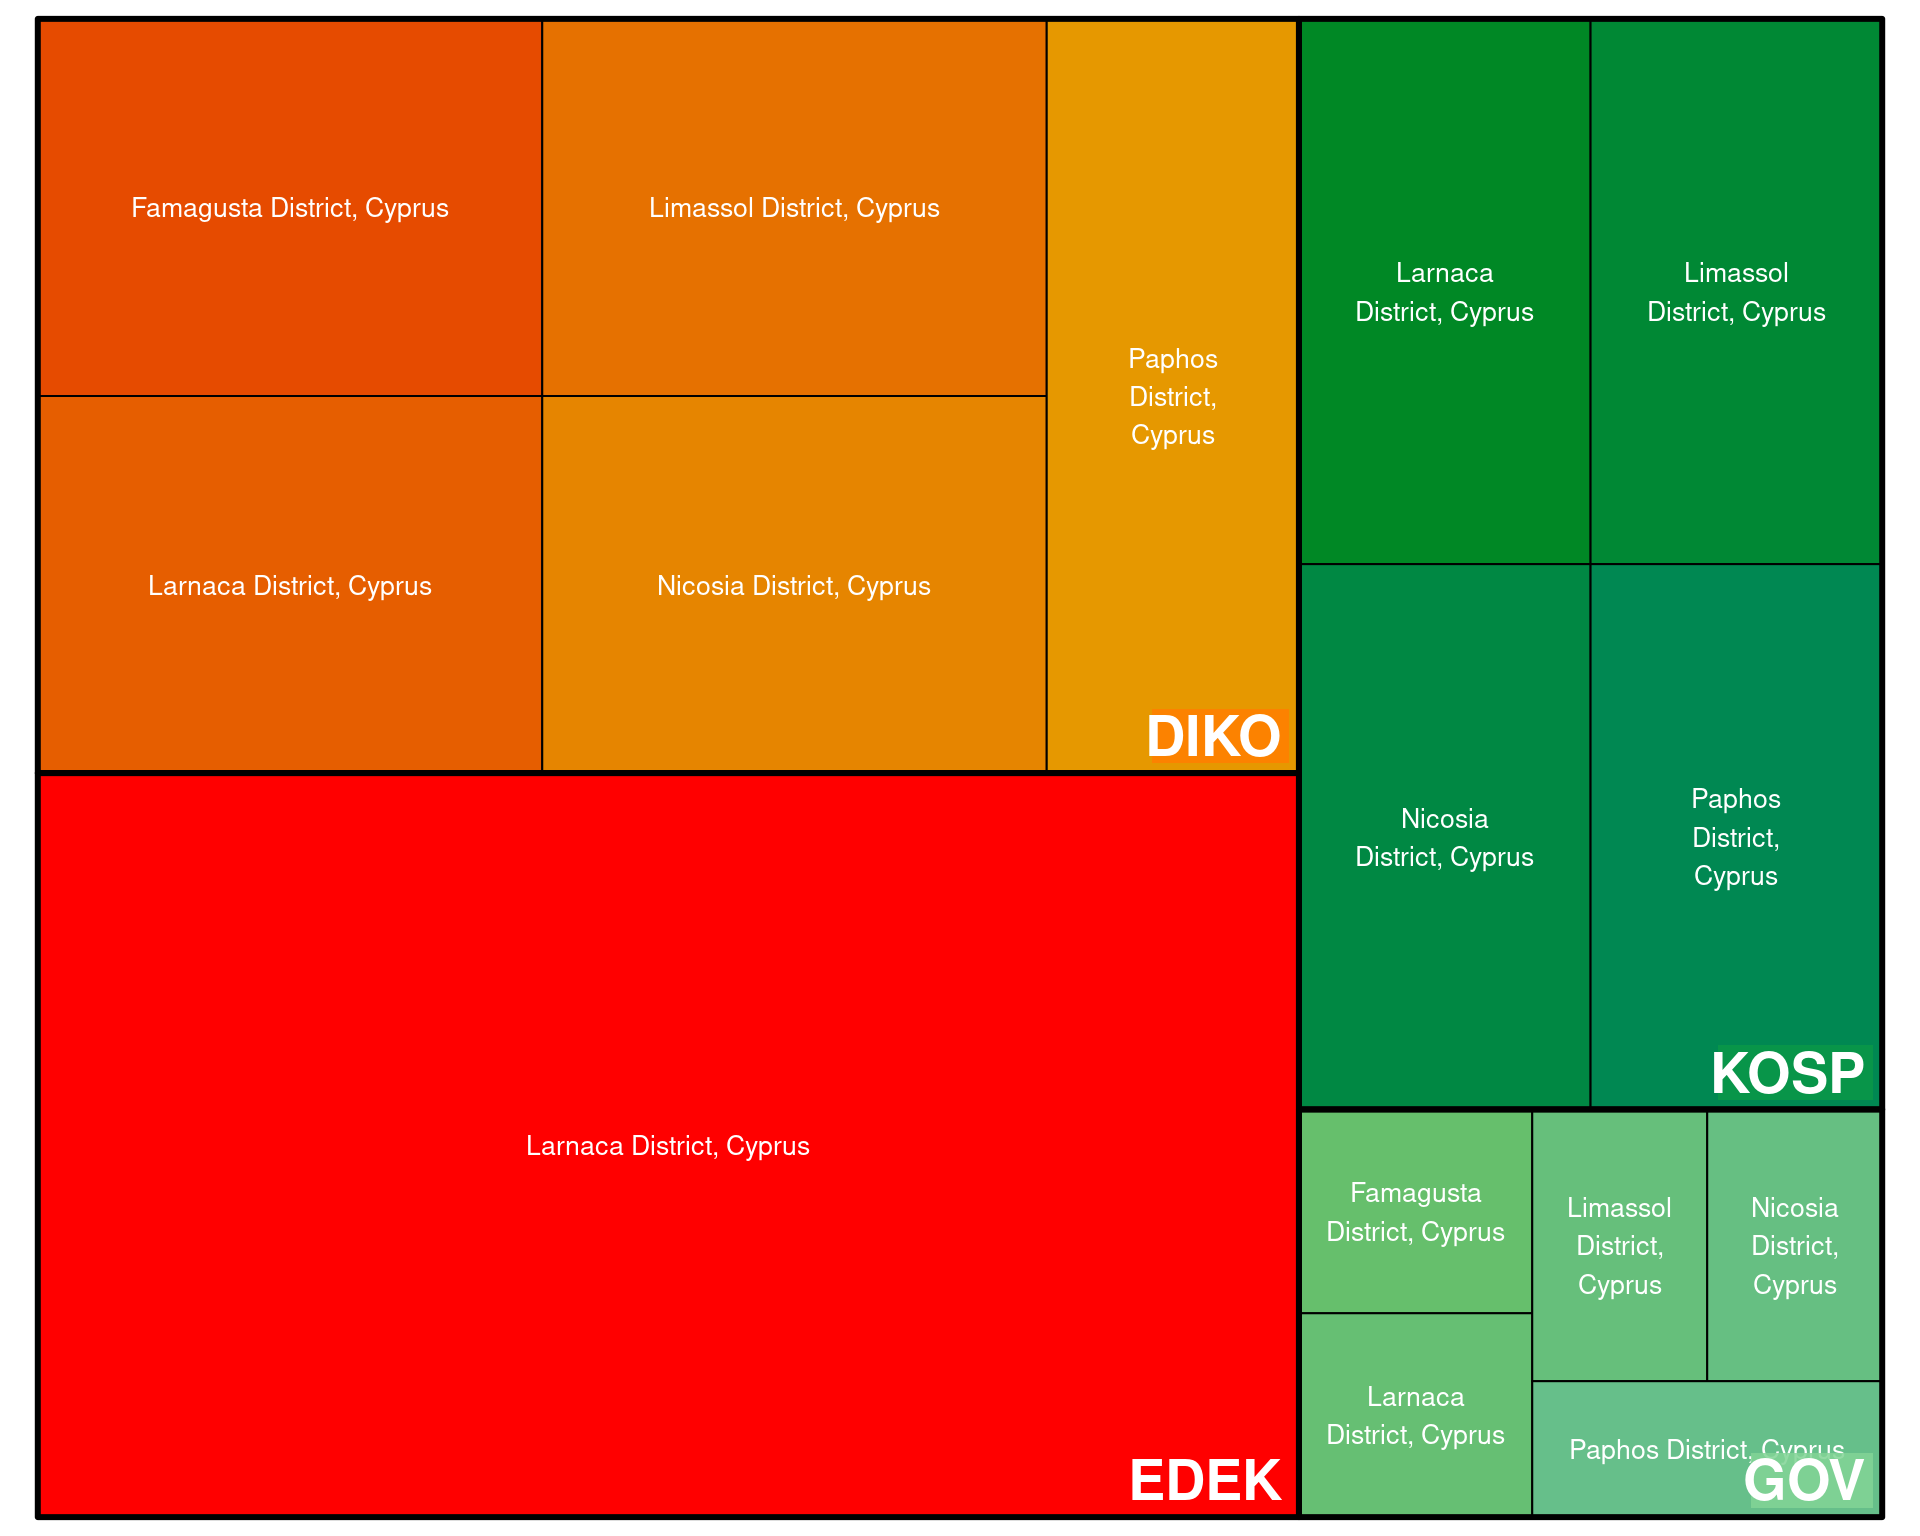 Famagusta District, Cyprus
Limassol District, Cyprus
Larnaca District, Cyprus
Nicosia District, Cyprus
Paphos
District,
Cyprus
DIKO
Larnaca District, Cyprus
EDEK
Larnaca
District, Cyprus
Limassol
District, Cyprus
Nicosia
District, Cyprus
Paphos
District,
Cyprus
KOSP
Famagusta
District, Cyprus
Larnaca
District, Cyprus
Limassol
District,
Cyprus
Nicosia
District,
Cyprus
Paphos District, Cyprus
GOV